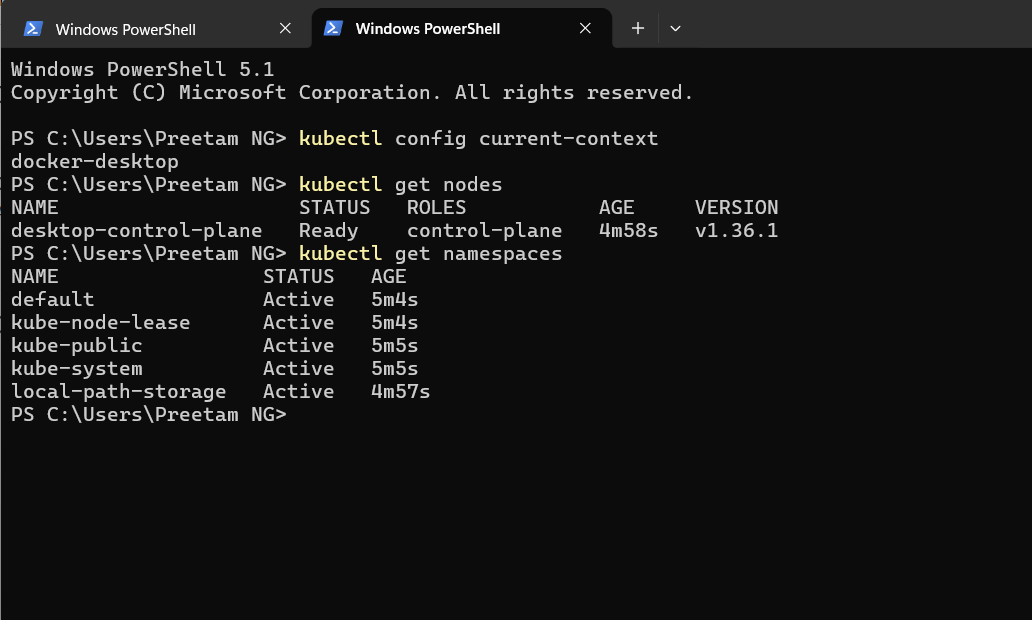 Windows PowerShell
Windows PowerShell
Windows PowerShell 5.1
Copyright (C) Microsoft Corporation. All rights reserved.
PS C:\Users\Preetam NG> kubectl config current-context
docker-desktop
PS C:\Users\Preetam NG> kubectl get nodes
NAME                    STATUS   ROLES           AGE     VERSION
desktop-control-plane   Ready    control-plane   4m58s   v1.36.1
PS C:\Users\Preetam NG> kubectl get namespaces
NAME                 STATUS   AGE
default              Active   5m4s
kube-node-lease      Active   5m4s
kube-public          Active   5m5s
kube-system          Active   5m5s
local-path-storage   Active   4m57s
PS C:\Users\Preetam NG>